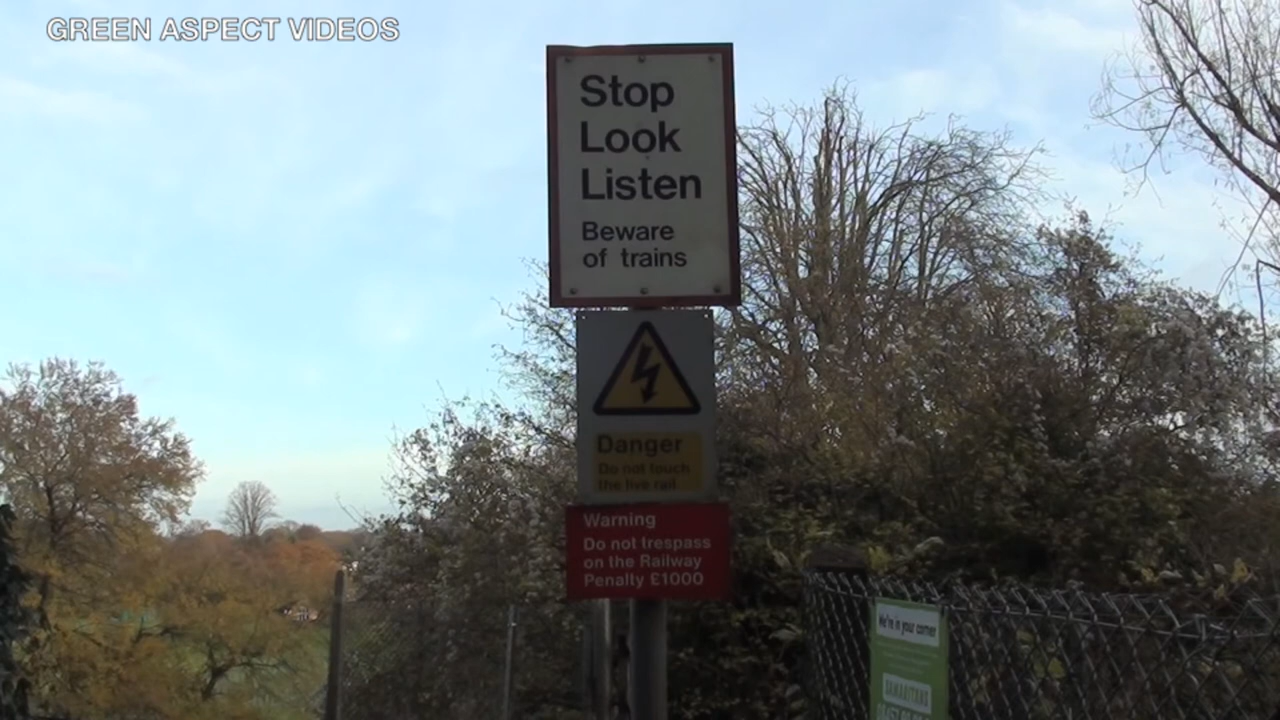 GREEN ASPECT VIDEOS
Stop
Look
Listen
Beware
of trains
Danger
Do not touch
the live rail
Warning
Do not trespass
on the Railway
Penalty £1000
We're in your corner
SAMARITANS